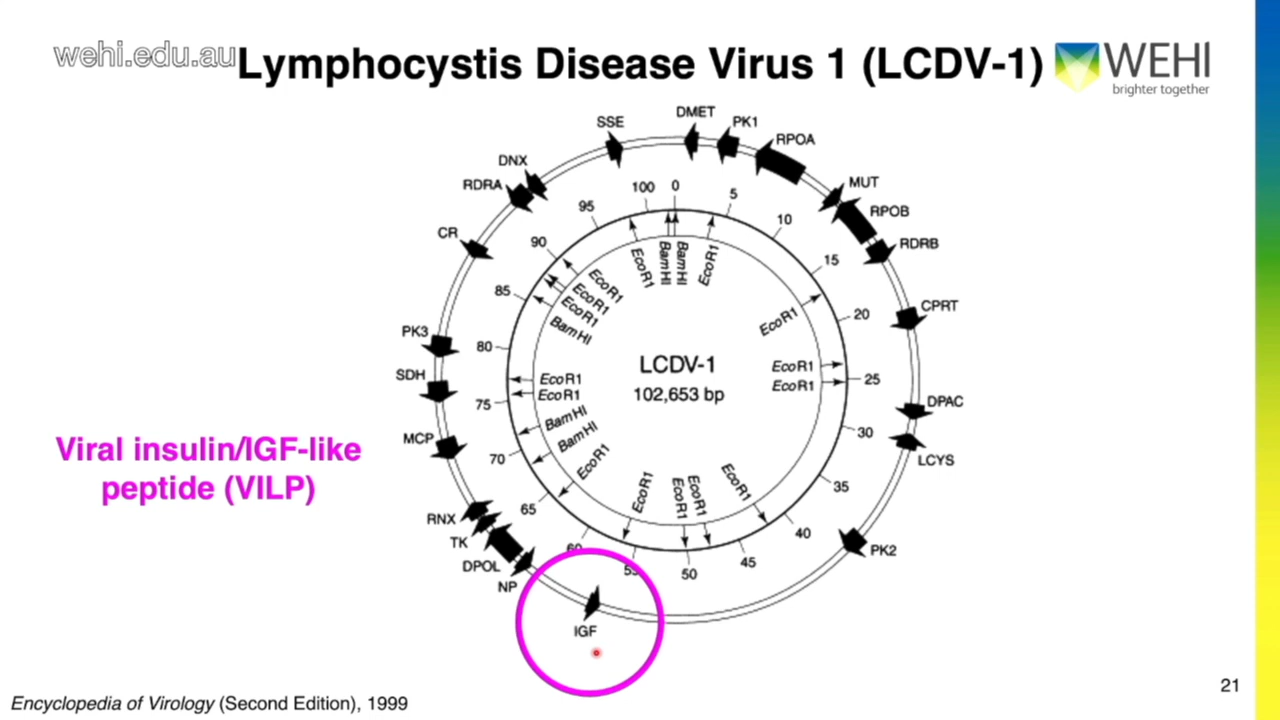 wehi.edu.au
Lymphocystis Disease Virus 1 (LCDV-1)
WEHI
brighter together
DMET
PK1
RPOA
MUT
RPOB
RDRB
CPRT
DPAC
LCYS
PK2
IGF
NP
DPOL
TK
RNX
MCP
SDH
PK3
CR
RDRA
DNX
SSE
0
5
10
15
20
25
30
35
40
45
50
55
60
65
70
75
80
85
90
95
100
BamHI
EcoR1
EcoR1
EcoR1
EcoR1
EcoR1
EcoR1
EcoR1
EcoR1
EcoR1
BamHI
BamHI
EcoR1
EcoR1
BamHI
EcoR1
EcoR1
EcoR1
EcoR1
BamHI
LCDV-1
102,653 bp
Viral insulin/IGF-like
peptide (VILP)
Encyclopedia of Virology (Second Edition), 1999
21